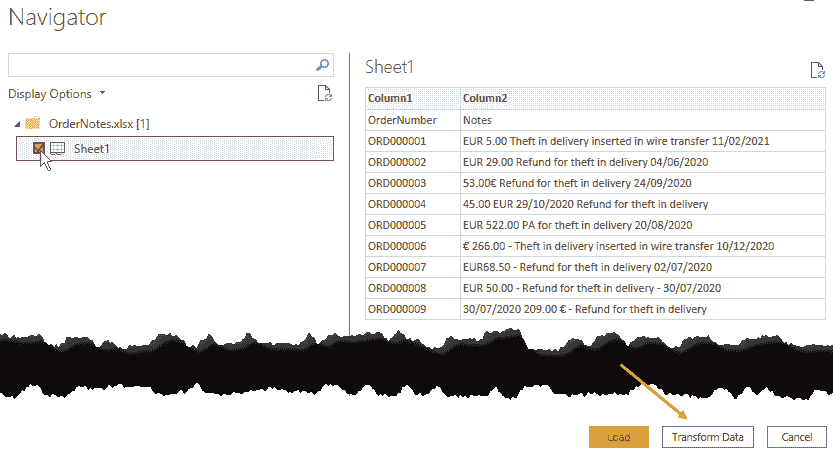 Navigator
Display Options
OrderNotes.xlsx [1]
Sheet1
Sheet1
Column1 Column2
OrderNumber Notes
ORD000001 EUR 5.00 Theft in delivery inserted in wire transfer 11/02/2021
ORD000002 EUR 29.00 Refund for theft in delivery 04/06/2020
ORD000003 53.00€ Refund for theft in delivery 24/09/2020
ORD000004 45.00 EUR 29/10/2020 Refund for theft in delivery
ORD000005 EUR 522.00 PA for theft in delivery 20/08/2020
ORD000006 € 266.00 - Theft in delivery inserted in wire transfer 10/12/2020
ORD000007 EUR68.50 - Refund for theft in delivery 02/07/2020
ORD000008 EUR 50.00 - Refund for theft in delivery - 30/07/2020
ORD000009 30/07/2020 209.00 € - Refund for theft in delivery
Load Transform Data Cancel